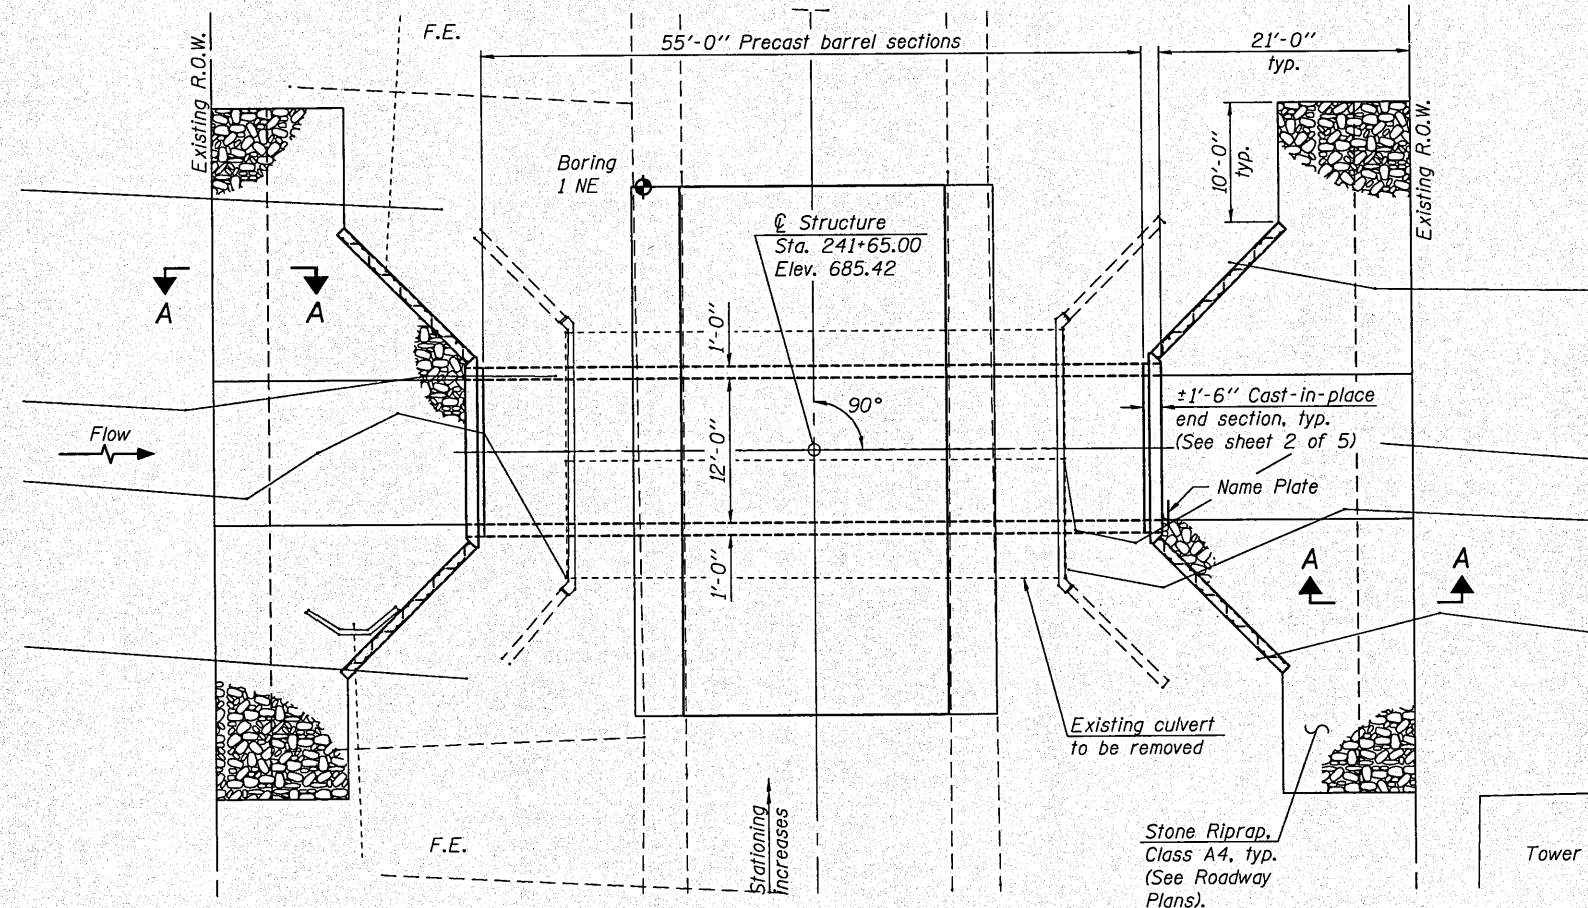 F.E.
55'-0" Precast barrel sections
21'-0"
typ.
Existing R.O.W.
Existing R.O.W.
10'-0"
typ.
Boring
1 NE
℄ Structure
Sta. 241+65.00
Elev. 685.42
A
A
1'-0"
90°
±1'-6" Cast-in-place
end section, typ.
(See sheet 2 of 5)
Flow
12'-0"
Name Plate
1'-0"
A
A
Existing culvert
to be removed
Stationing
Increases
F.E.
Stone Riprap,
Class A4, typ.
(See Roadway
Plans).
Tower